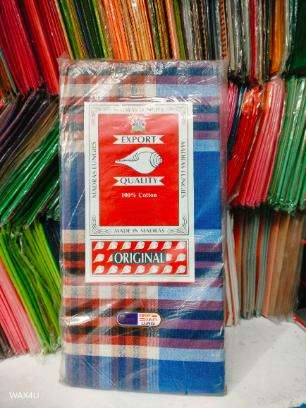 MADRAS LUNGIES
EXPORT
QUALITY
100% Cotton
MADRAS LUNGIES
MADE IN MADRAS
ORIGINAL
WAX4U